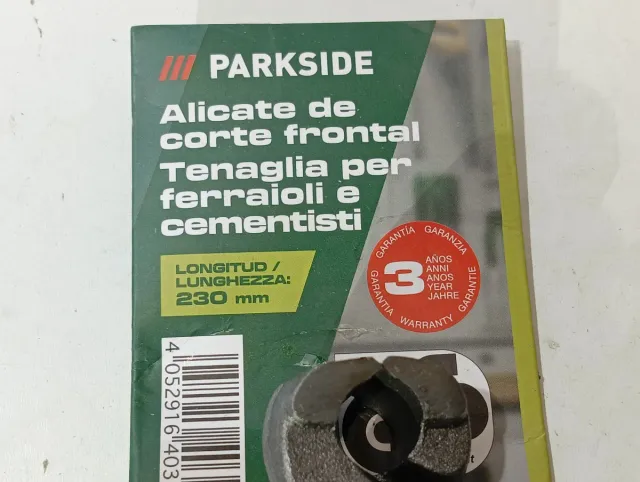 PARKSIDE
Alicate de
corte frontal
Tenaglia per
ferraioli e
cementisti
LONGITUD /
LUNGHEZZA:
230 mm
GARANTÍA GARANZIA
GARANTIA WARRANTY GARANTIE
3
AÑOS
ANNI
ANOS
YEAR
JAHRE
4 052916 403